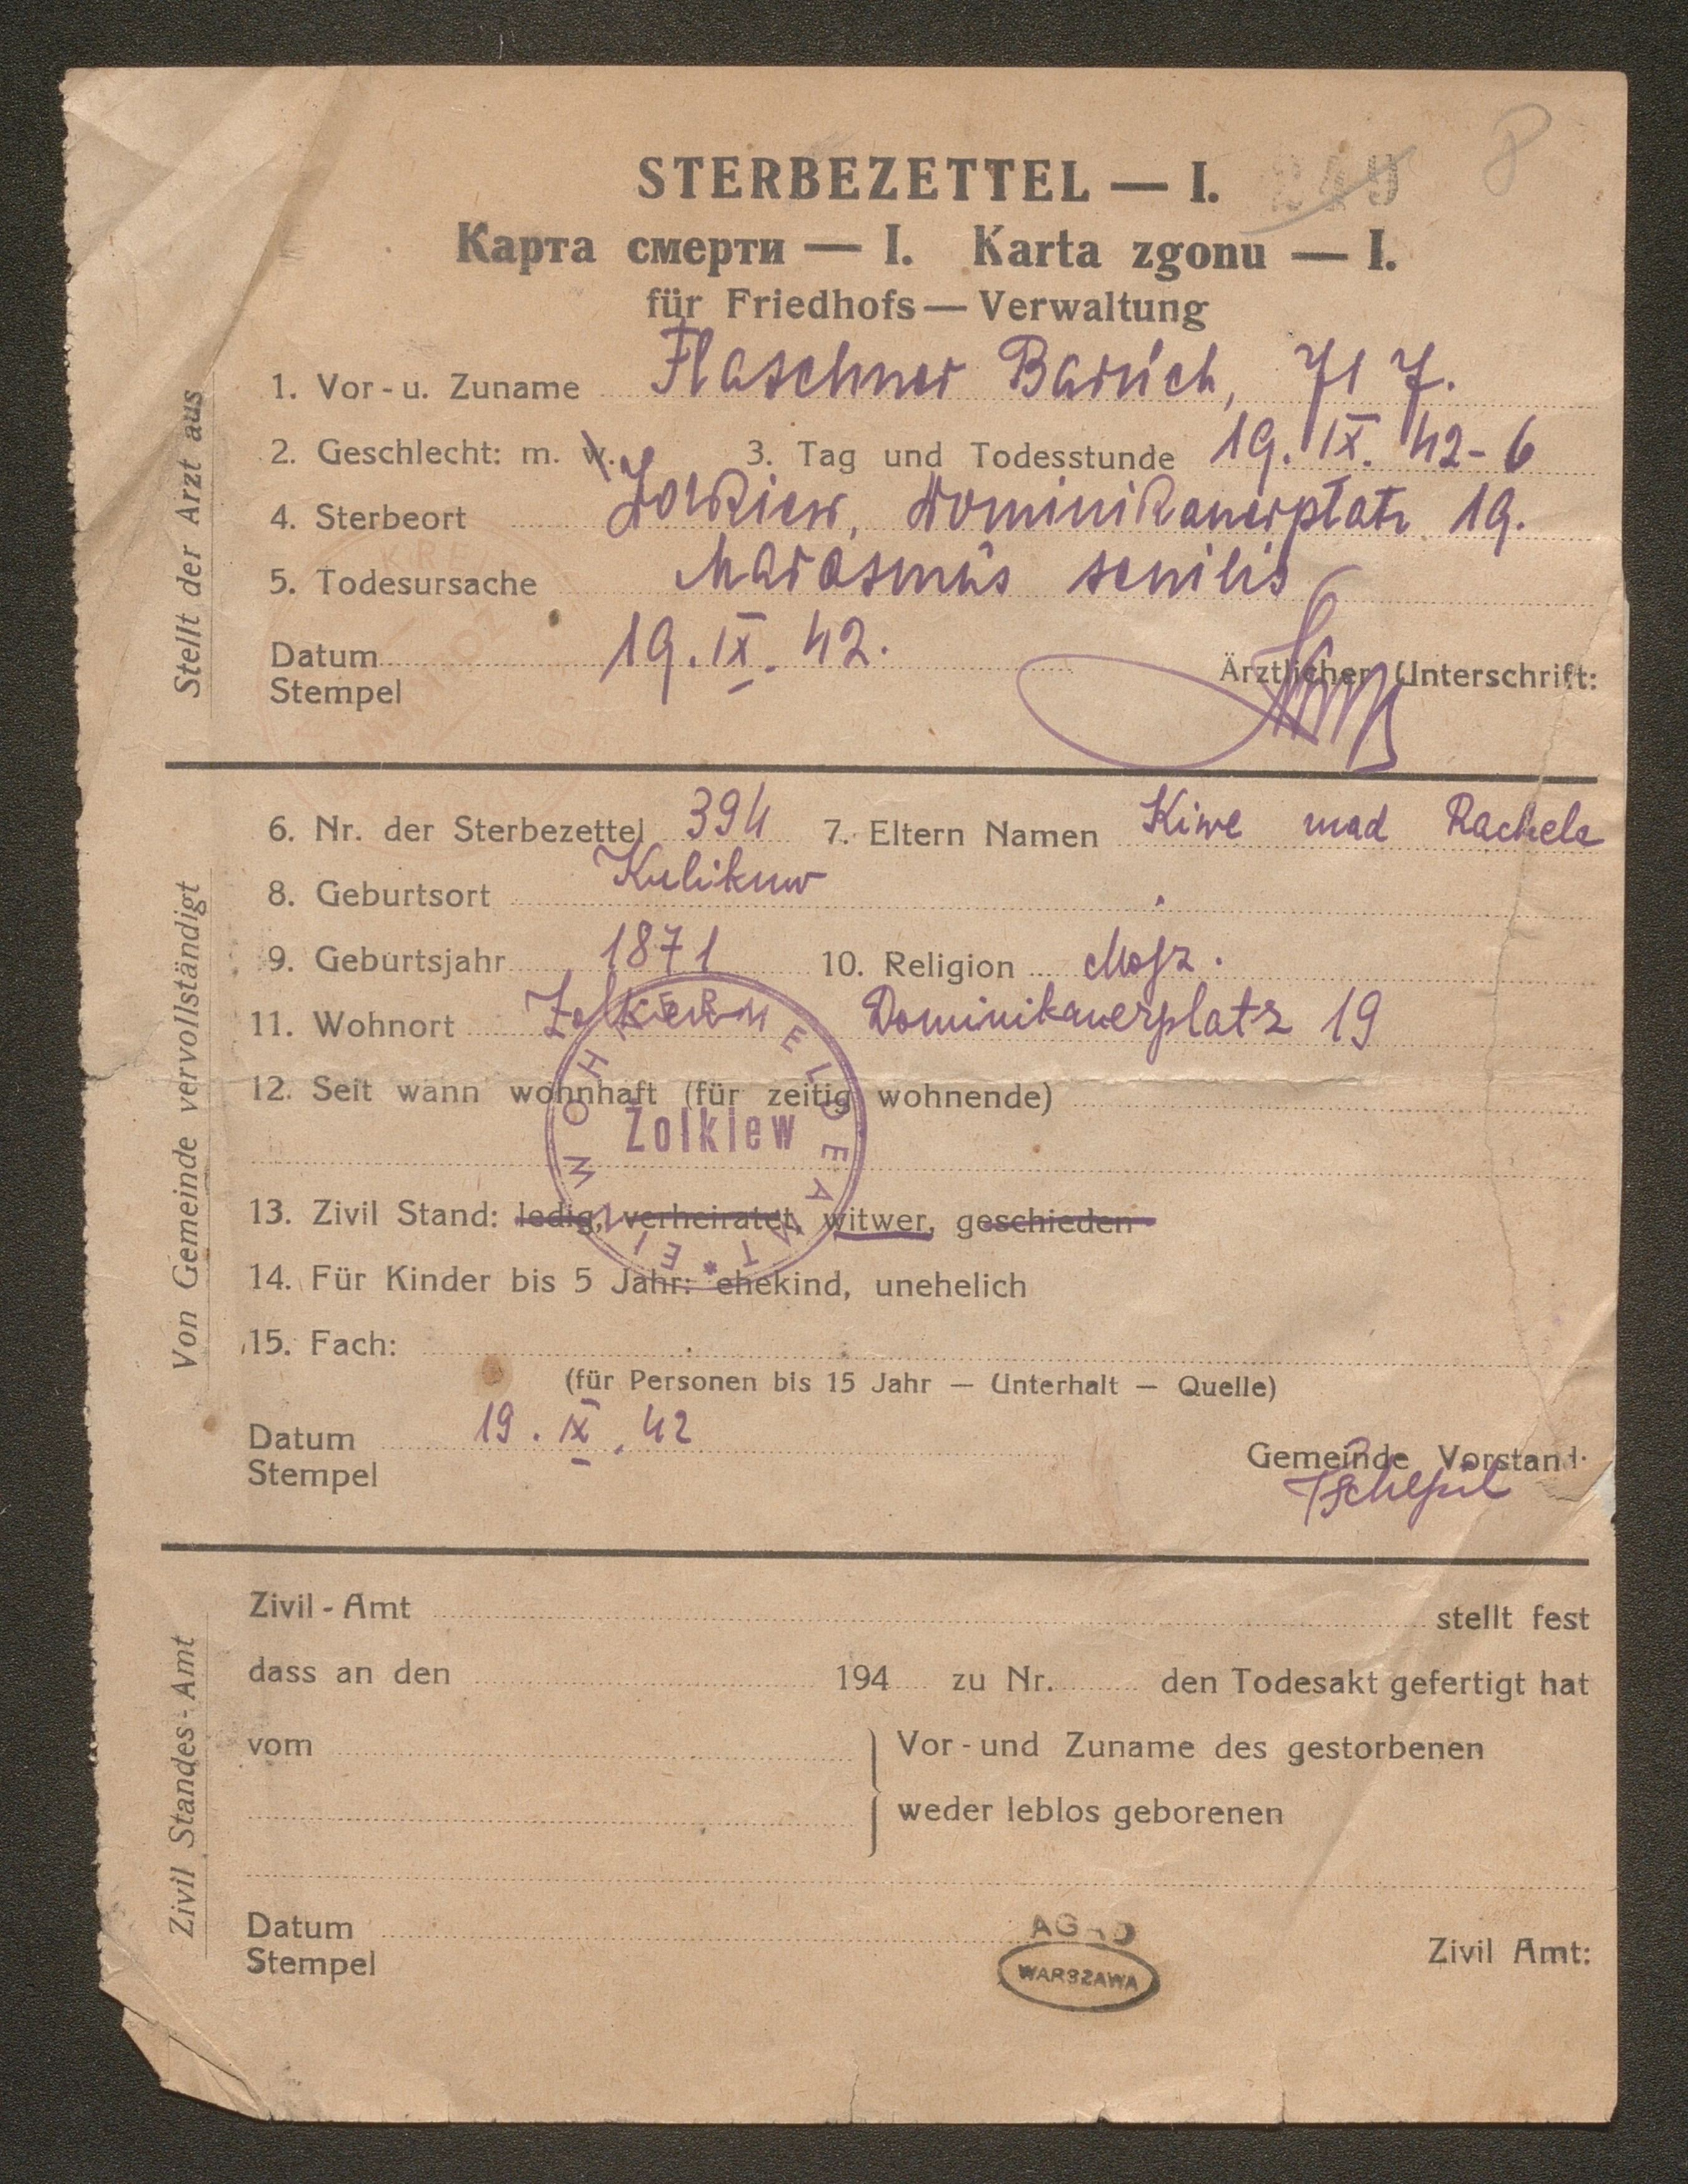 8
STERBEZETTEL — I. 249
Карта смерти — I. Karta zgonu — I.
für Friedhofs — Verwaltung
1. Vor - u. Zuname Flaschner Baruch, 71 J.
2. Geschlecht: m. w. 3. Tag und Todesstunde 19. IX. 42 - 6
4. Sterbeort Zolkiew, Dominikanerplatz 19.
5. Todesursache Marasmus senilis
Datum 19. IX. 42.
Stempel
Ärztlicher Unterschrift:
Stellt der Arzt aus
6. Nr. der Sterbezettel 394 7. Eltern Namen Kiwe und Rachela
8. Geburtsort Kulikuw
9. Geburtsjahr 1871 10. Religion Mos.
11. Wohnort Zolkiew Dominikanerplatz 19
12. Seit wann wohnhaft (für zeitig wohnende)
WOHNERMELDEAMT * EI
Zolkiew
13. Zivil Stand: ledig, verheiratet, witwer, geschieden
14. Für Kinder bis 5 Jahr: ehekind, unehelich
15. Fach:
(für Personen bis 15 Jahr — Unterhalt — Quelle)
Datum 19. IX. 42
Stempel
Gemeinde Vorstand
Von Gemeinde vervollständigt
Zivil - Amt stellt fest
dass an den 194 zu Nr. den Todesakt gefertigt hat
vom Vor - und Zuname des gestorbenen
weder leblos geborenen
Datum
Stempel
AGAD
WARSZAWA
Zivil Amt:
Zivil Standes - Amt